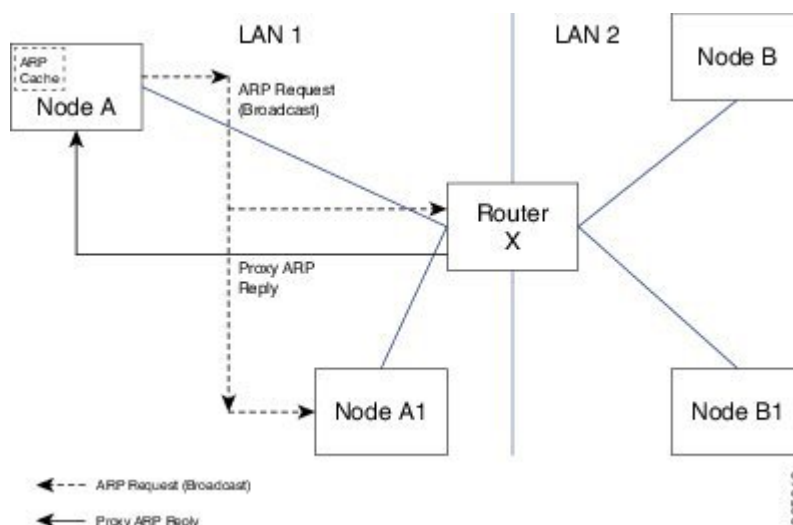 LAN 1
LAN 2
ARP
Cache
Node A
Node B
ARP Request
(Broadcast)
Router
X
Proxy ARP
Reply
Node A1
Node B1
ARP Request (Broadcast)
Proxy ARP Reply